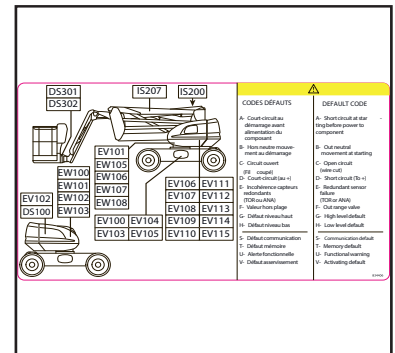 DS301
DS302
IS207
IS200
EV101
EW105
EW106
EW107
EW108
EW100
EW101
EW102
EW103
EV102
DS100
EV100 EV104
EV103 EV105
EV106 EV111
EV107 EV112
EV108 EV113
EV109 EV114
EV110 EV115
CODES DÉFAUTS
A- Court-circuit au
démarrage avant
alimentation du
composant
B- Hors neutre mouve-
ment au démarrage
C- Circuit ouvert
(Fil coupé)
D- Court-circuit (au +)
E- Incohérence capteurs
redondants
(TOR ou ANA)
F- Valeur hors plage
G- Défaut niveau haut
H- Défaut niveau bas
S- Défaut communication
T- Défaut mémoire
U- Alerte fonctionnelle
V- Défaut asservissement
DEFAULT CODE
A- Short circuit at star -
ting before power to
component
B- Out neutral
movement at starting
C- Open circuit
(wire cut)
D- Short circuit (To +)
E- Redundant sensor
failure
(TOR or ANA)
F- Out range valve
G- High level default
H- Low level default
S- Communication default
T- Memory default
U- Functional warning
V- Activating default